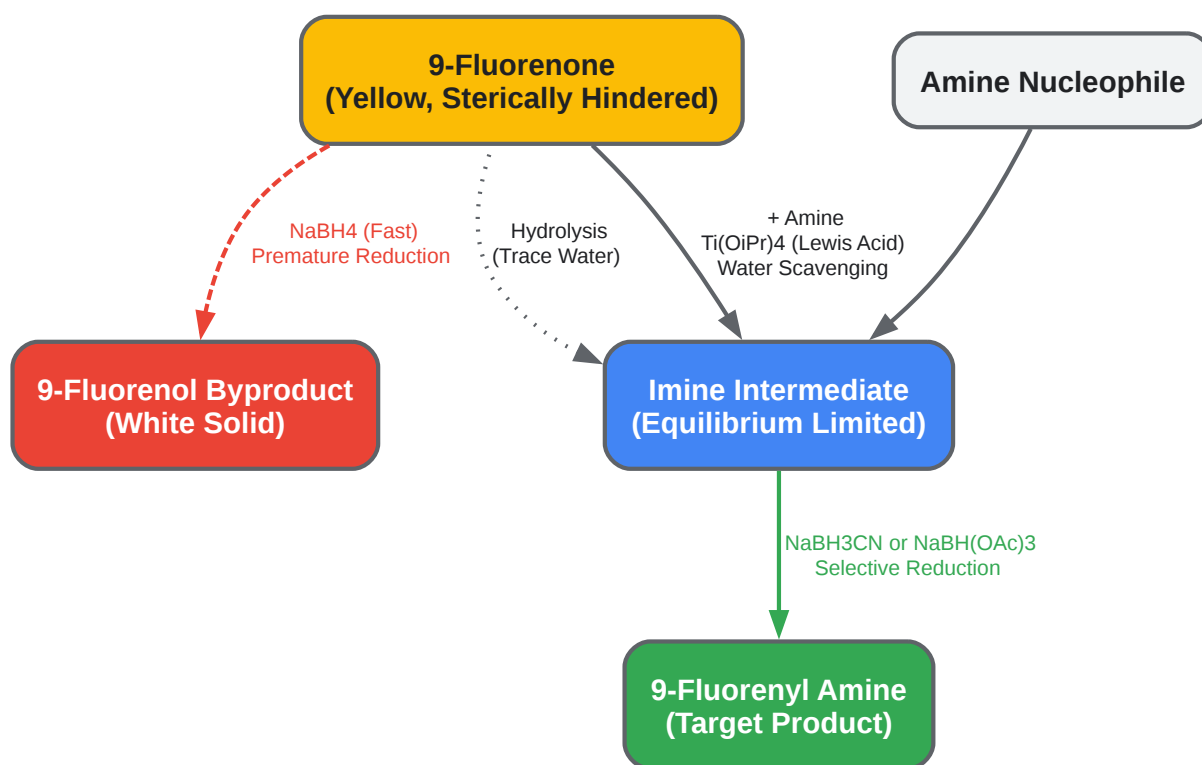 9-Fluorenone
(Yellow, Sterically Hindered)
Amine Nucleophile
NaBH4 (Fast)
Premature Reduction
Hydrolysis
(Trace Water)
+ Amine
Ti(OiPr)4 (Lewis Acid)
Water Scavenging
9-Fluorenol Byproduct
(White Solid)
Imine Intermediate
(Equilibrium Limited)
NaBH3CN or NaBH(OAc)3
Selective Reduction
9-Fluorenyl Amine
(Target Product)